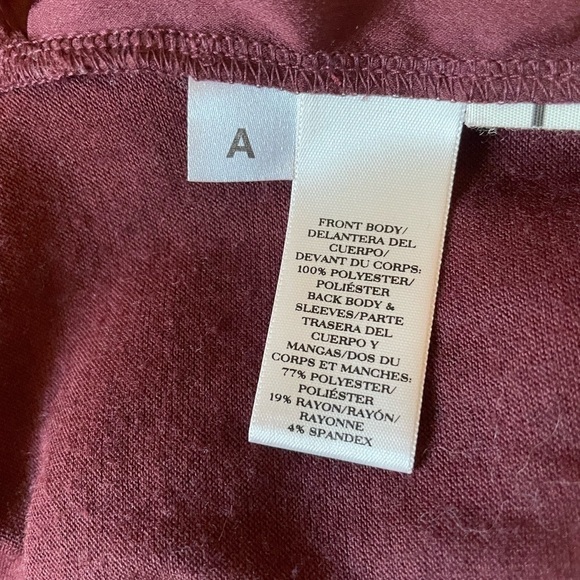 A
FRONT BODY/
DELANTERA DEL
CUERPO/
DEVANT DU CORPS:
100% POLYESTER/
POLIÉSTER
BACK BODY &
SLEEVES/PARTE
TRASERA DEL
CUERPO Y
MANGAS/DOS DU
CORPS ET MANCHES:
77% POLYESTER/
POLIÉSTER
19% RAYON/RAYÓN/
RAYONNE
4% SPANDEX